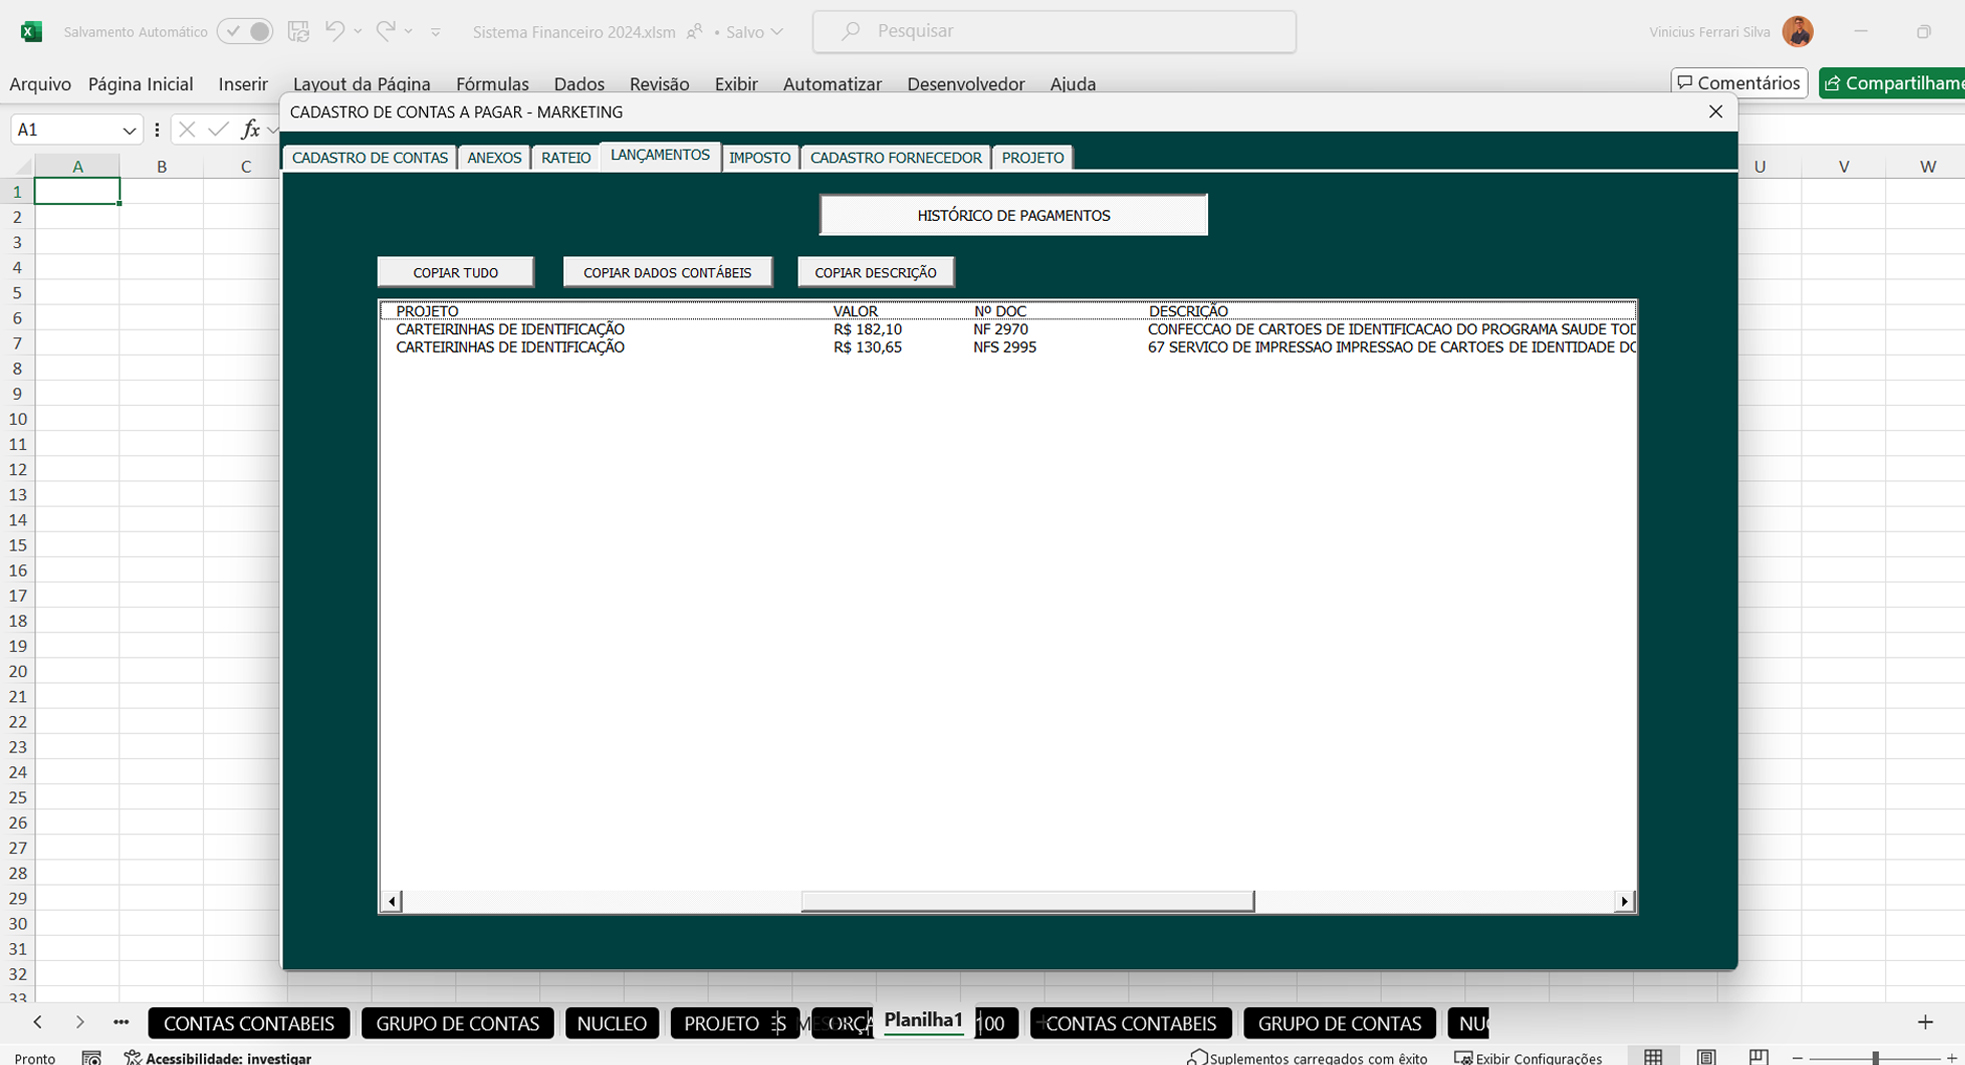 Salvamento Automático
Sistema Financeiro 2024.xlsm
• Salvo
Pesquisar
Vinicius Ferrari Silva
Arquivo Página Inicial Inserir Layout da Página Fórmulas Dados Revisão Exibir Automatizar Desenvolvedor Ajuda
Comentários
CADASTRO DE CONTAS A PAGAR - MARKETING
A1
fx
CADASTRO DE CONTAS ANEXOS RATEIO LANÇAMENTOS IMPOSTO CADASTRO FORNECEDOR PROJETO
A B C U V W
HISTÓRICO DE PAGAMENTOS
COPIAR TUDO COPIAR DADOS CONTÁBEIS COPIAR DESCRIÇÃO
PROJETO VALOR Nº DOC DESCRIÇÃO
CARTEIRINHAS DE IDENTIFICAÇÃO R$ 182,10 NF 2970 CONFECCAO DE CARTOES DE IDENTIFICACAO DO PROGRAMA SAUDE
CARTEIRINHAS DE IDENTIFICAÇÃO R$ 130,65 NFS 2995 67 SERVICO DE IMPRESSAO IMPRESSAO DE CARTOES DE IDENTIDADE
1
2
3
4
5
6
7
8
9
10
11
12
13
14
15
16
17
18
19
20
21
22
23
24
25
26
27
28
29
30
31
32
33
CONTAS CONTABEIS GRUPO DE CONTAS NUCLEO PROJETO Planilha1 100 CONTAS CONTABEIS GRUPO DE CONTAS
Pronto
Acessibilidade: investigar
Suplementos carregados com êxito
Exibir Configurações